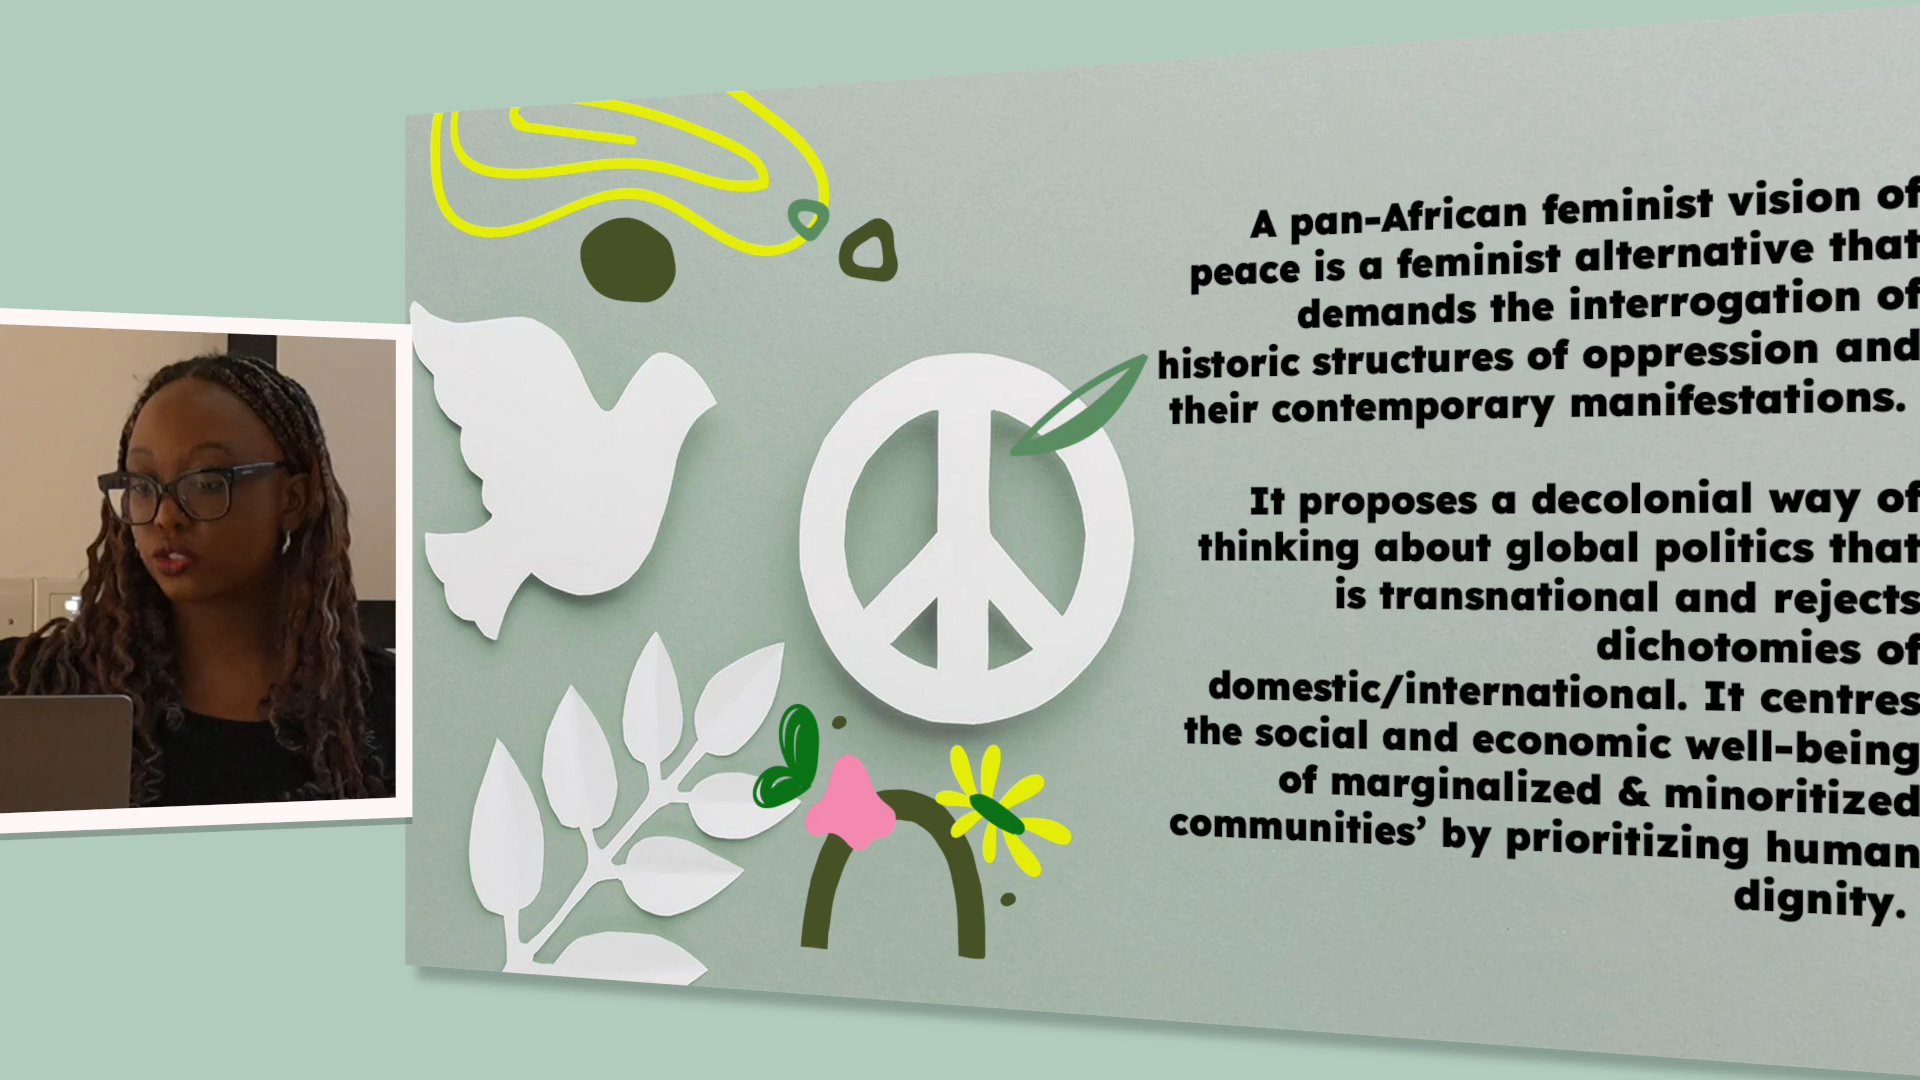 A pan-African feminist vision of
peace is a feminist alternative that
demands the interrogation of
historic structures of oppression and
their contemporary manifestations.
It proposes a decolonial way of
thinking about global politics that
is transnational and rejects
dichotomies of
domestic/international. It centres
the social and economic well-being
of marginalized & minoritized
communities’ by prioritizing human
dignity.